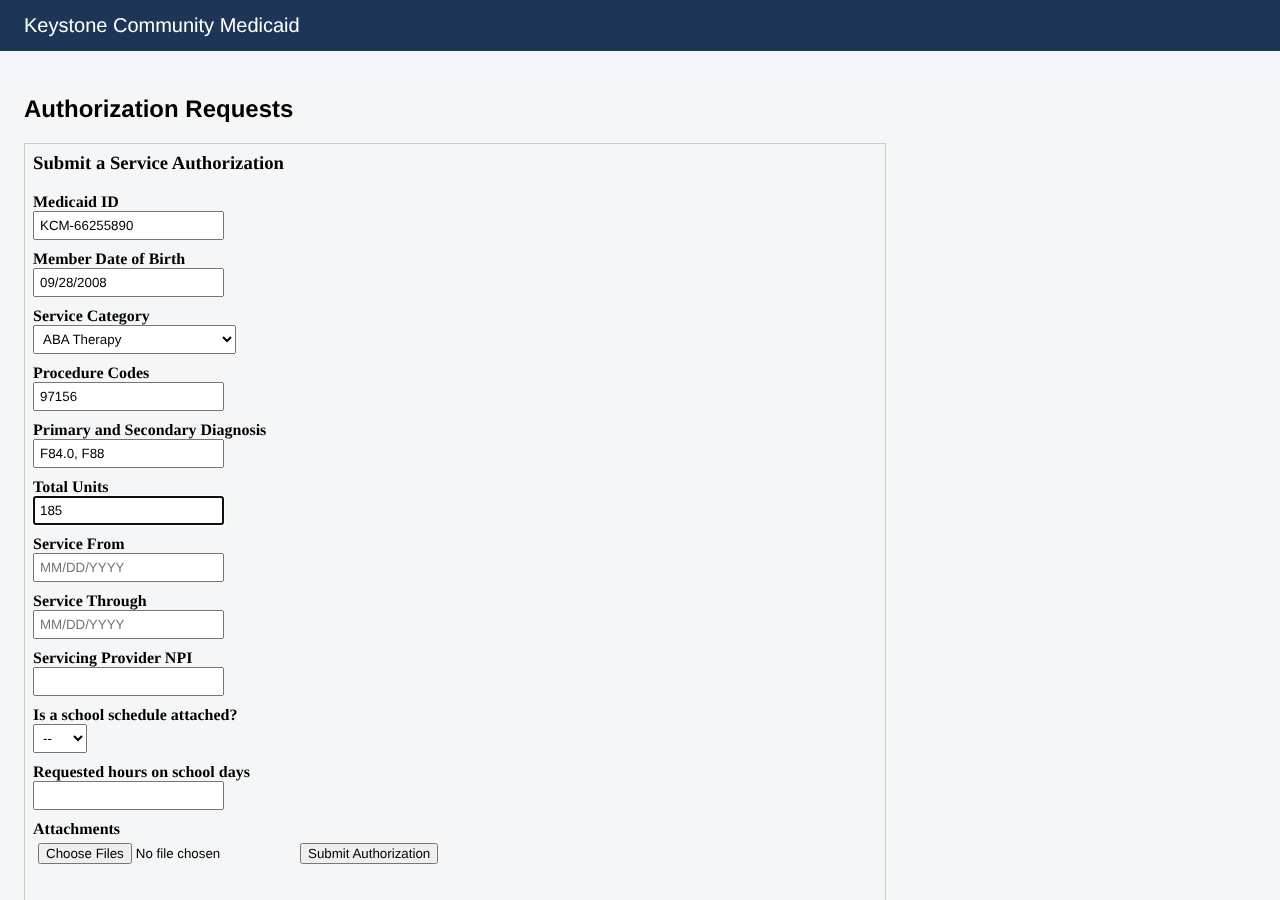 Keystone Community Medicaid
Authorization Requests
Submit a Service Authorization
Medicaid ID
KCM-66255890
Member Date of Birth
09/28/2008
Service Category
ABA Therapy
Procedure Codes
97156
Primary and Secondary Diagnosis
F84.0, F88
Total Units
185
Service From
MM/DD/YYYY
Service Through
MM/DD/YYYY
Servicing Provider NPI
Is a school schedule attached?
--
Requested hours on school days
Attachments
Choose Files No file chosen Submit Authorization